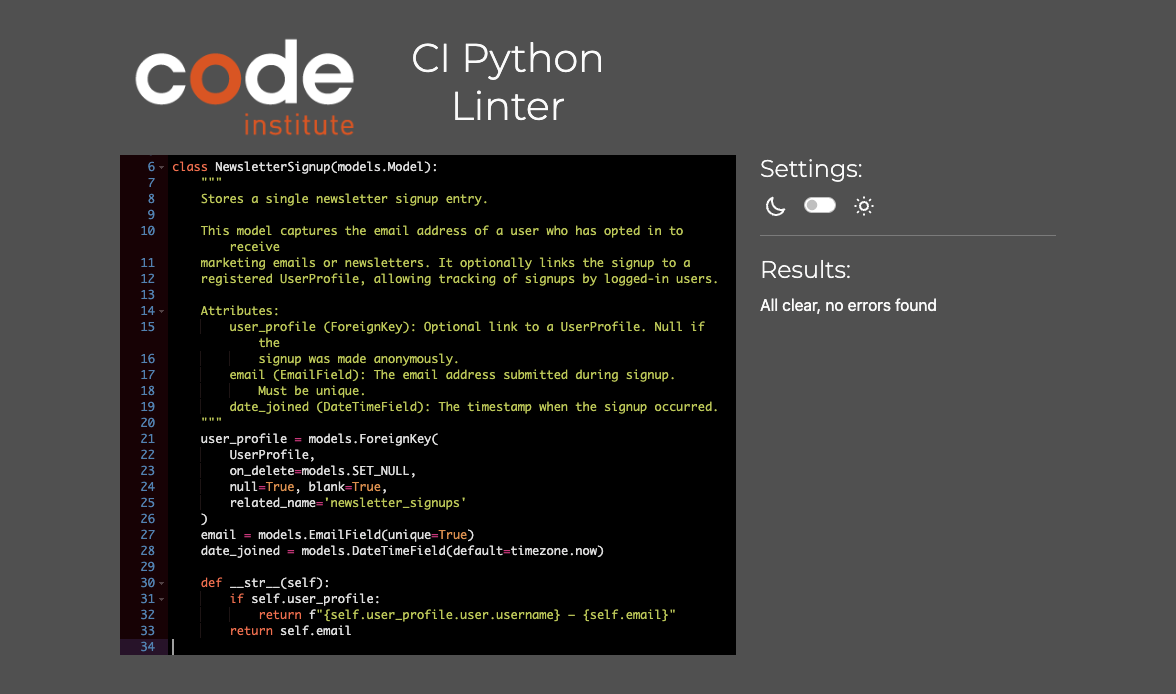 code
institute
CI Python
Linter
6 class NewsletterSignup(models.Model):
7 """
8 Stores a single newsletter signup entry.
9
10 This model captures the email address of a user who has opted in to
receive
11 marketing emails or newsletters. It optionally links the signup to a
12 registered UserProfile, allowing tracking of signups by logged-in users.
13
14 Attributes:
15 user_profile (ForeignKey): Optional link to a UserProfile. Null if
the
16 signup was made anonymously.
17 email (EmailField): The email address submitted during signup.
18 Must be unique.
19 date_joined (DateTimeField): The timestamp when the signup occurred.
20 """
21 user_profile = models.ForeignKey(
22 UserProfile,
23 on_delete=models.SET_NULL,
24 null=True, blank=True,
25 related_name='newsletter_signups'
26 )
27 email = models.EmailField(unique=True)
28 date_joined = models.DateTimeField(default=timezone.now)
29
30 def __str__(self):
31 if self.user_profile:
32 return f"{self.user_profile.user.username} - {self.email}"
33 return self.email
34
Settings:
Results:
All clear, no errors found